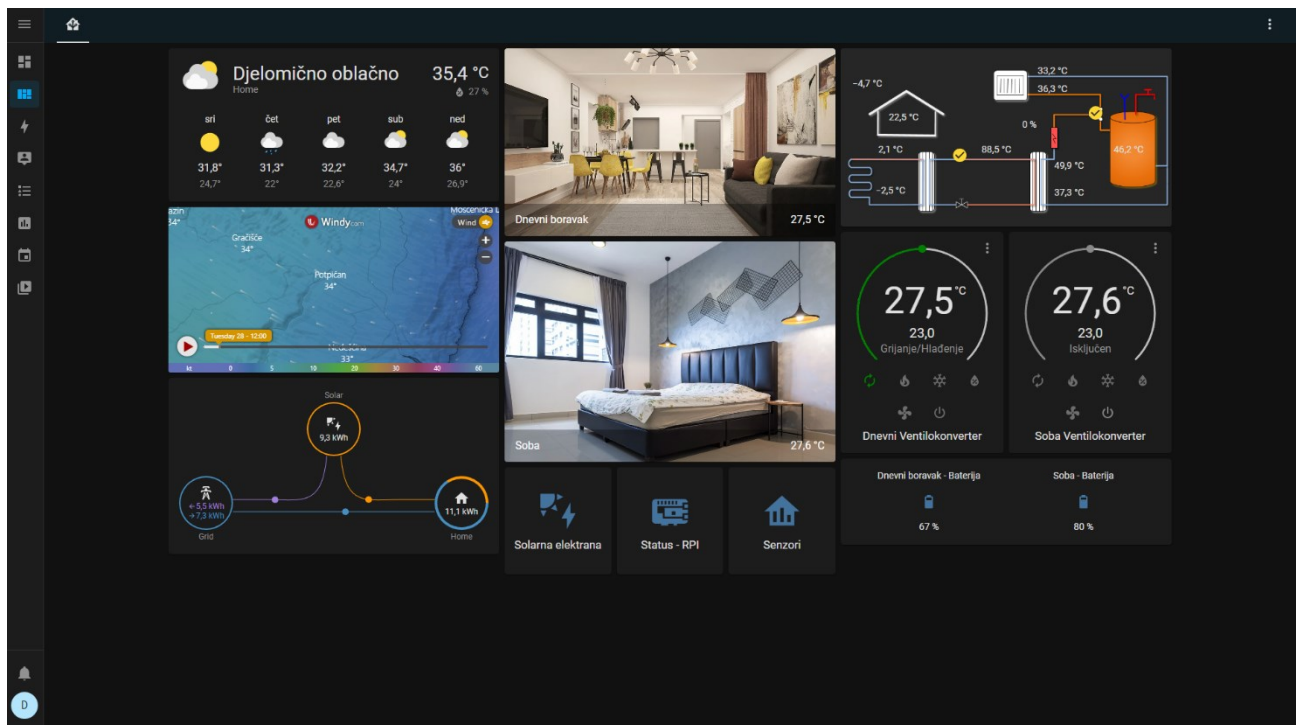 Djelomično oblačno
Home
35,4 °C
27 %
sri čet pet sub ned
31,8° 31,3° 32,2° 34,7° 36°
24,7° 22° 22,6° 24° 26,9°
34°
Windy.com
Wind
Gračišće
34°
Potpićan
34°
Tuesday 28 - 12:00
33°
kt 0 5 10 20 30 40 60
Solar
9,3 kWh
←5,5 kWh
→7,3 kWh
Grid
11,1 kWh
Home
Dnevni boravak 27,5 °C
Soba 27,6 °C
Solarna elektrana
Status - RPI
Senzori
-4,7 °C
22,5 °C
33,2 °C
36,3 °C
0 %
46,2 °C
2,1 °C
88,5 °C
49,9 °C
-2,5 °C
37,3 °C
27,5 °C
23,0
Grijanje/Hlađenje
Dnevni Ventilokonverter
27,6 °C
23,0
Isključen
Soba Ventilokonverter
Dnevni boravak - Baterija
67 %
Soba - Baterija
80 %
D